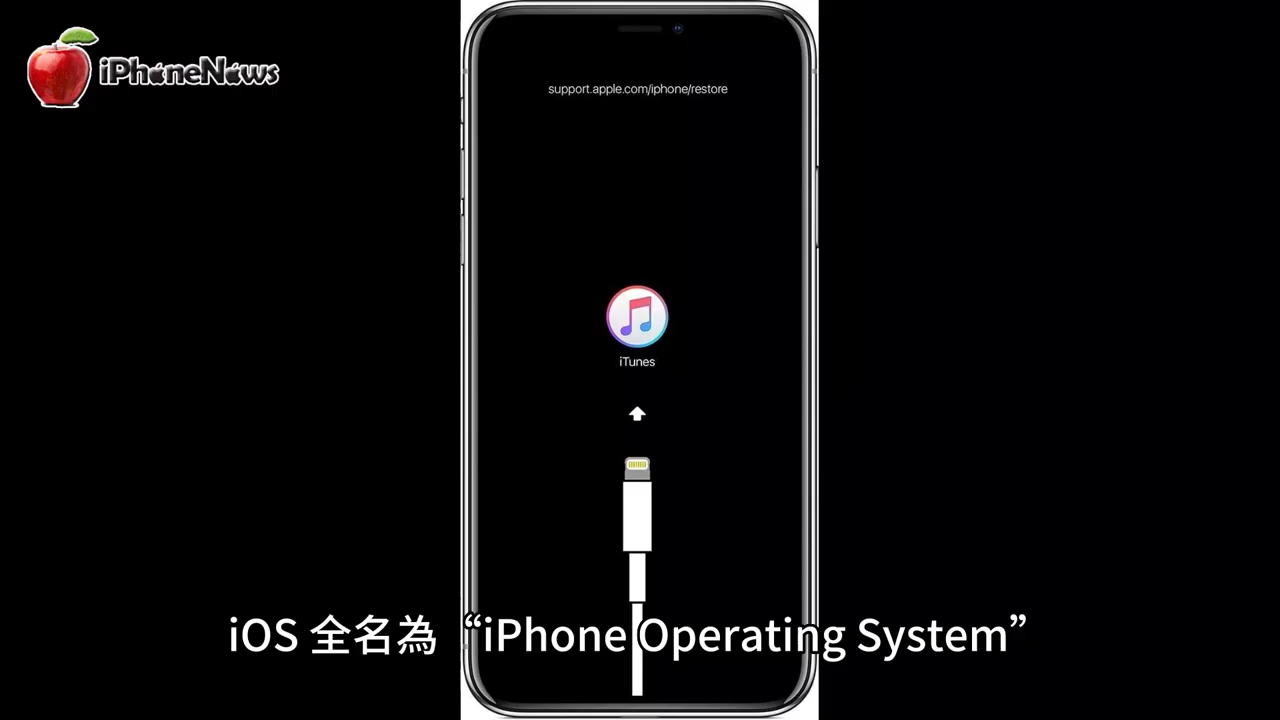 iPhoneNews
support.apple.com/iphone/restore
iTunes
iOS 全名為“iPhone Operating System”